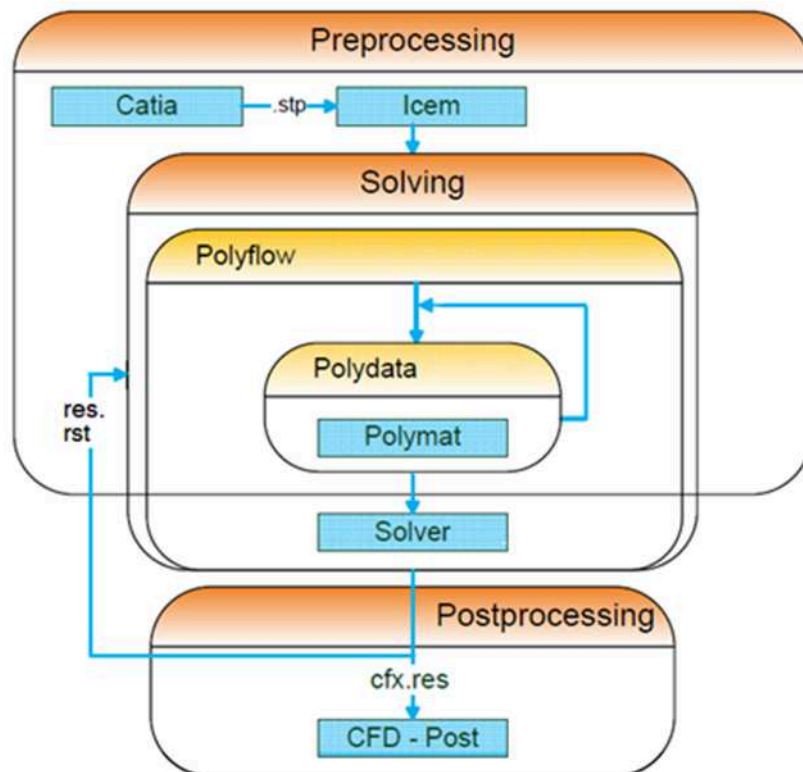 Preprocessing
Catia
.stp
Icem
Solving
Polyflow
Polydata
Polymat
res.
rst
Solver
Postprocessing
cfx.res
CFD - Post